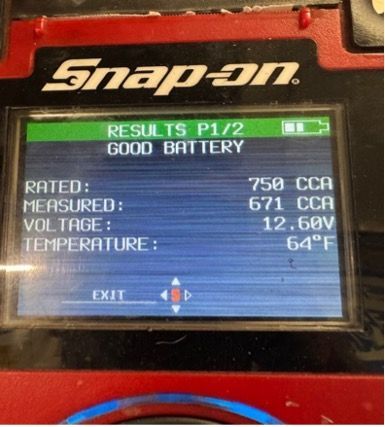 Snap-on
RESULTS P1/2
GOOD BATTERY
RATED: 750 CCA
MEASURED: 671 CCA
VOLTAGE: 12.60V
TEMPERATURE: 64°F
EXIT S